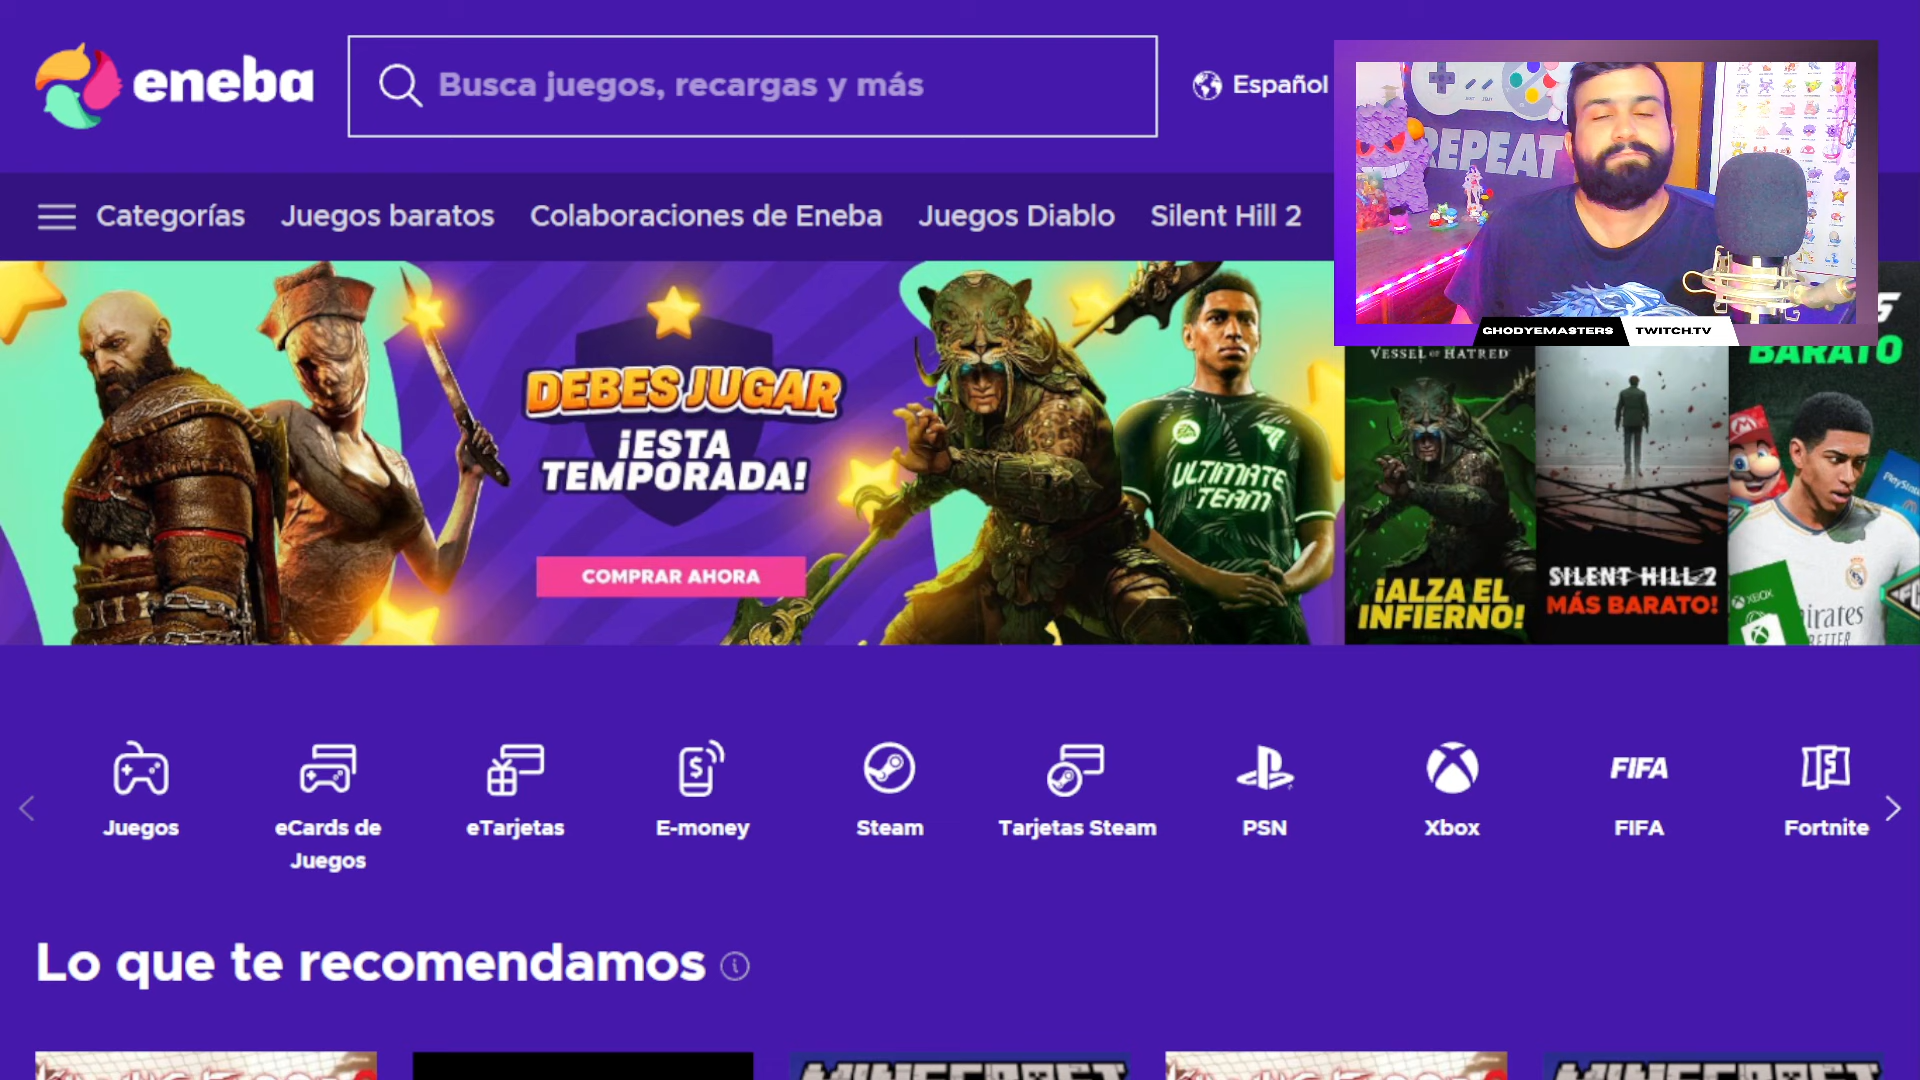 eneba
Busca juegos, recargas y más
Español
REPEAT
GHODYEMASTERS TWITCH.TV
Categorías Juegos baratos Colaboraciones de Eneba Juegos Diablo Silent Hill 2
DEBES JUGAR
¡ESTA
TEMPORADA!
COMPRAR AHORA
ULTIMATE
TEAM
VESSEL OF HATRED
¡ALZA EL
INFIERNO!
SILENT HILL 2
MÁS BARATO!
BARATO
XBOX
Juegos
eCards de
Juegos
eTarjetas
E-money
Steam
Tarjetas Steam
PSN
Xbox
FIFA
FIFA
Fortnite
Lo que te recomendamos
MINECRAFT
MINECRAFT